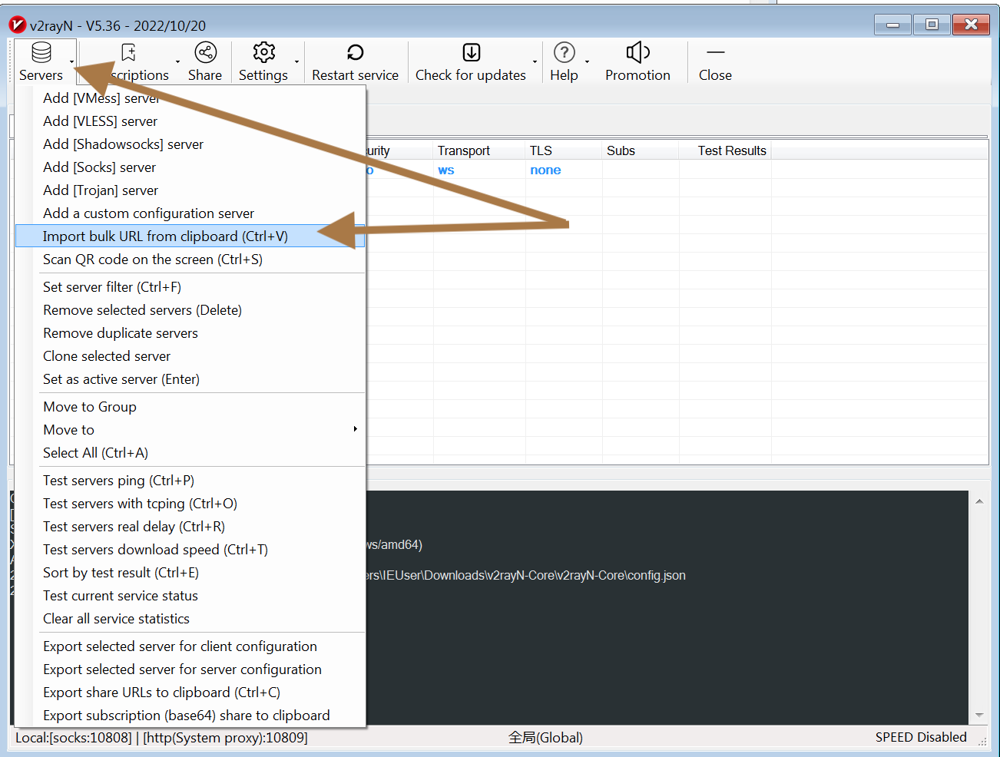 v2rayN - V5.36 - 2022/10/20
Servers
scriptions
Share
Settings
Restart service
Check for updates
Help
Promotion
Close
Add [VMess] server
Add [VLESS] server
Add [Shadowsocks] server
Add [Socks] server
Add [Trojan] server
Add a custom configuration server
Import bulk URL from clipboard (Ctrl+V)
Scan QR code on the screen (Ctrl+S)
Set server filter (Ctrl+F)
Remove selected servers (Delete)
Remove duplicate servers
Clone selected server
Set as active server (Enter)
Move to Group
Move to
Select All (Ctrl+A)
Test servers ping (Ctrl+P)
Test servers with tcping (Ctrl+O)
Test servers real delay (Ctrl+R)
Test servers download speed (Ctrl+T)
Sort by test result (Ctrl+E)
Test current service status
Clear all service statistics
Export selected server for client configuration
Export selected server for server configuration
Export share URLs to clipboard (Ctrl+C)
Export subscription (base64) share to clipboard
urity Transport TLS Subs Test Results
o ws none
ws/amd64)
ers\IEUser\Downloads\v2rayN-Core\v2rayN-Core\config.json
Local:[socks:10808] | [http(System proxy):10809] 全局(Global) SPEED Disabled